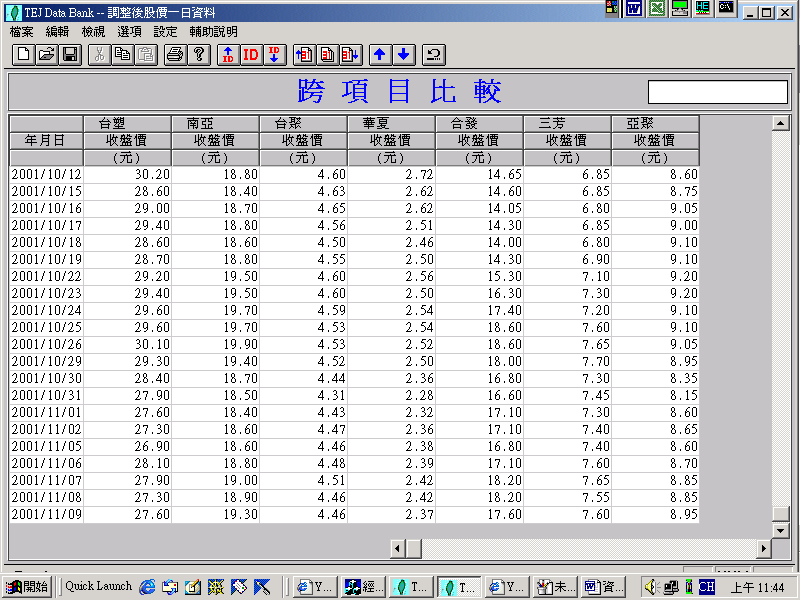 TEJ Data Bank -- 調整後股價一日資料
檔案 編輯 檢視 選項 設定 輔助說明
跨項目比較
台塑 南亞 台聚 華夏 合發 三芳 亞聚
年月日 收盤價 收盤價 收盤價 收盤價 收盤價 收盤價 收盤價
(元) (元) (元) (元) (元) (元) (元)
2001/10/12 30.20 18.80 4.60 2.72 14.65 6.85 8.60
2001/10/15 28.60 18.40 4.63 2.62 14.60 6.85 8.75
2001/10/16 29.00 18.70 4.65 2.62 14.05 6.80 9.05
2001/10/17 29.40 18.80 4.56 2.51 14.30 6.85 9.00
2001/10/18 28.60 18.60 4.50 2.46 14.00 6.80 9.10
2001/10/19 28.70 18.80 4.55 2.50 14.30 6.90 9.10
2001/10/22 29.20 19.50 4.60 2.56 15.30 7.10 9.20
2001/10/23 29.40 19.50 4.60 2.50 16.30 7.30 9.20
2001/10/24 29.60 19.70 4.59 2.54 17.40 7.20 9.10
2001/10/25 29.60 19.70 4.53 2.54 18.60 7.60 9.10
2001/10/26 30.10 19.90 4.53 2.52 18.60 7.65 9.05
2001/10/29 29.30 19.40 4.52 2.50 18.00 7.70 8.95
2001/10/30 28.40 18.70 4.44 2.36 16.80 7.30 8.35
2001/10/31 27.90 18.50 4.31 2.28 16.60 7.45 8.15
2001/11/01 27.60 18.40 4.43 2.32 17.10 7.30 8.60
2001/11/02 27.30 18.60 4.47 2.36 17.10 7.40 8.65
2001/11/05 26.90 18.60 4.46 2.38 16.80 7.40 8.60
2001/11/06 28.10 18.80 4.48 2.39 17.10 7.60 8.70
2001/11/07 27.90 19.00 4.51 2.42 18.20 7.65 8.85
2001/11/08 27.30 18.90 4.46 2.42 18.20 7.55 8.85
2001/11/09 27.60 19.30 4.46 2.37 17.60 7.60 8.95
開始 Quick Launch Y... 經... T... T... Y... 未... 資... CH 上午 11:44